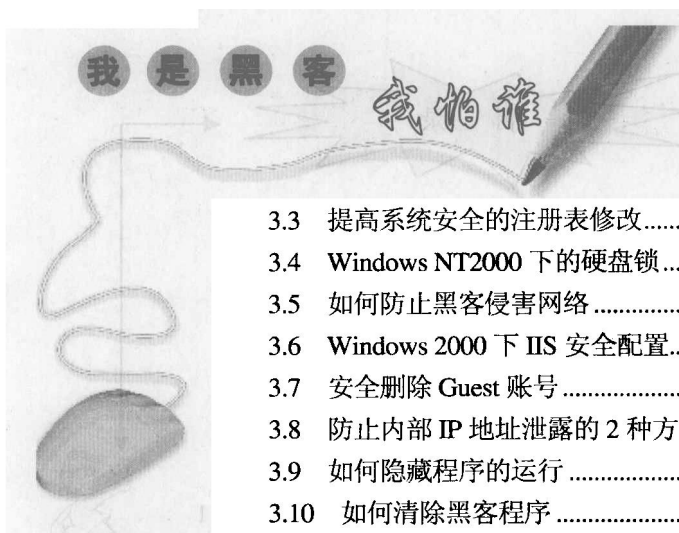 我是黑客
我怕谁
3.3 提高系统安全的注册表修改......
3.4 Windows NT2000 下的硬盘锁...
3.5 如何防止黑客侵害网络.................
3.6 Windows 2000 下 IIS 安全配置..
3.7 安全删除 Guest 账号..................
3.8 防止内部 IP 地址泄露的 2 种方
3.9 如何隐藏程序的运行.................
3.10 如何清除黑客程序..................